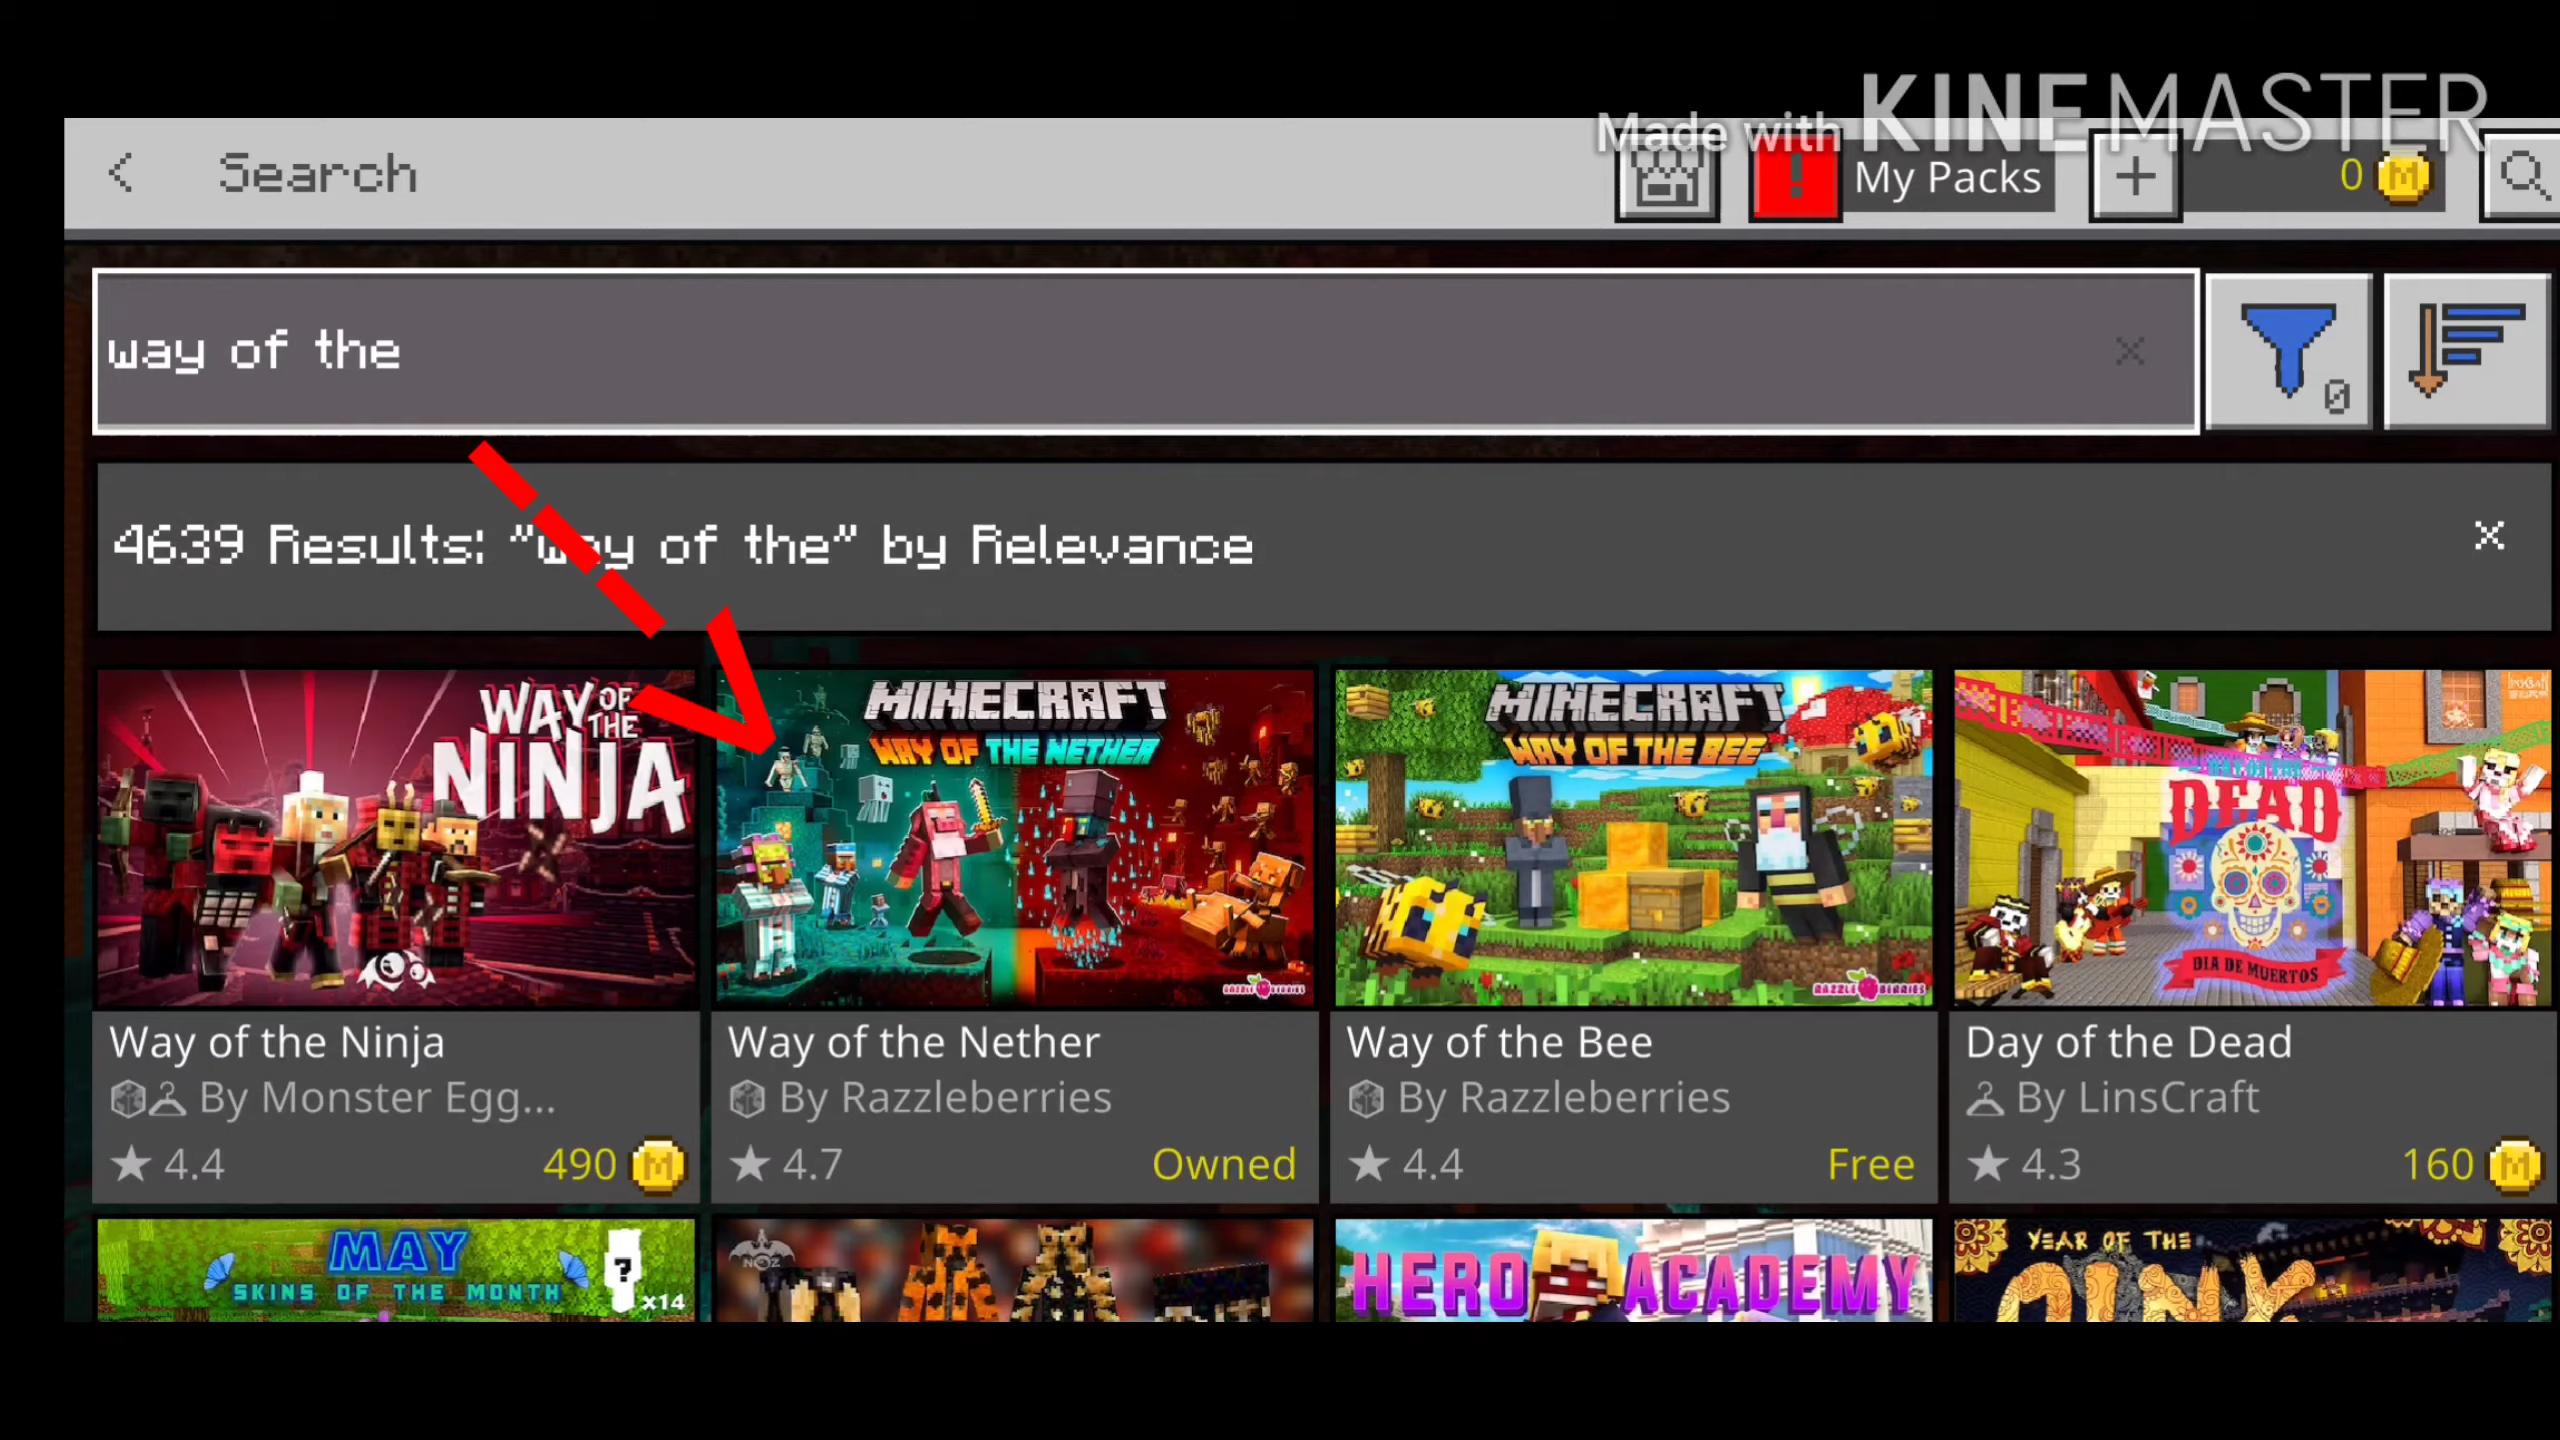 Made with KINEMASTER
Search
My Packs
0
way of the
0
4639 Results: "way of the" by Relevance
WAY OF THE NINJA
MINECRAFT
WAY OF THE NETHER
RAZZLEBERRIES
MINECRAFT
WAY OF THE BEE
RAZZLEBERRIES
DEAD
DIA DE MUERTOS
Way of the Ninja
By Monster Egg...
4.4
490
Way of the Nether
By Razzleberries
4.7
Owned
Way of the Bee
By Razzleberries
4.4
Free
Day of the Dead
By LinsCraft
4.3
160
MAY
SKINS OF THE MONTH
?
x14
NOZ
HERO ACADEMY
YEAR OF THE